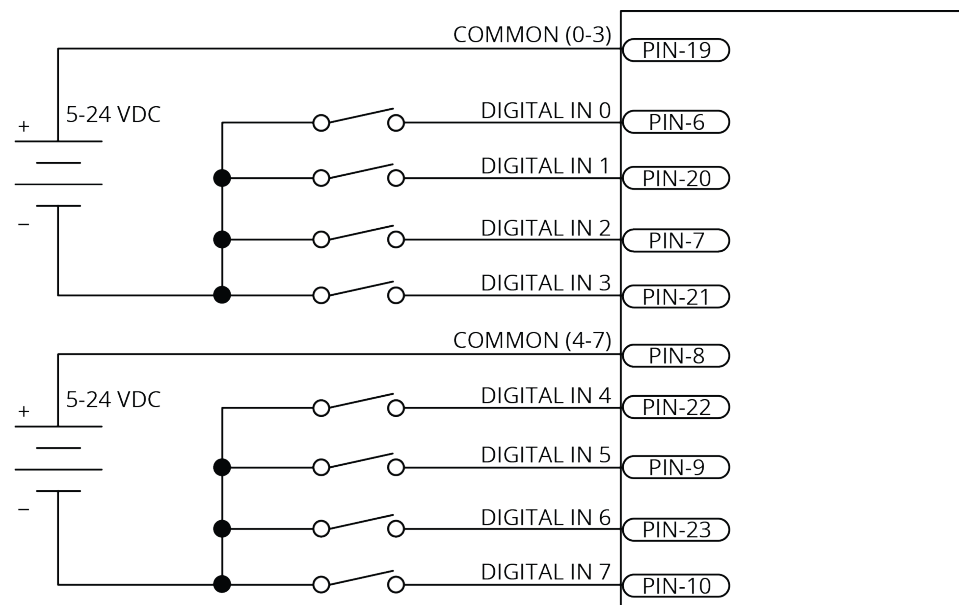 COMMON (0-3)
PIN-19
5-24 VDC
+
–
DIGITAL IN 0
PIN-6
DIGITAL IN 1
PIN-20
DIGITAL IN 2
PIN-7
DIGITAL IN 3
PIN-21
COMMON (4-7)
PIN-8
5-24 VDC
+
–
DIGITAL IN 4
PIN-22
DIGITAL IN 5
PIN-9
DIGITAL IN 6
PIN-23
DIGITAL IN 7
PIN-10